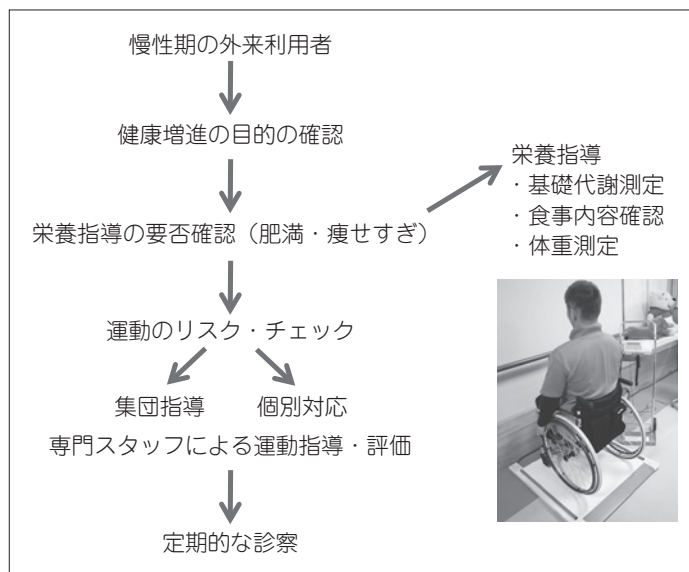 慢性期の外来利用者
健康増進の目的の確認
栄養指導の要否確認（肥満・痩せすぎ）
栄養指導
・基礎代謝測定
・食事内容確認
・体重測定
運動のリスク・チェック
集団指導
個別対応
専門スタッフによる運動指導・評価
定期的な診察